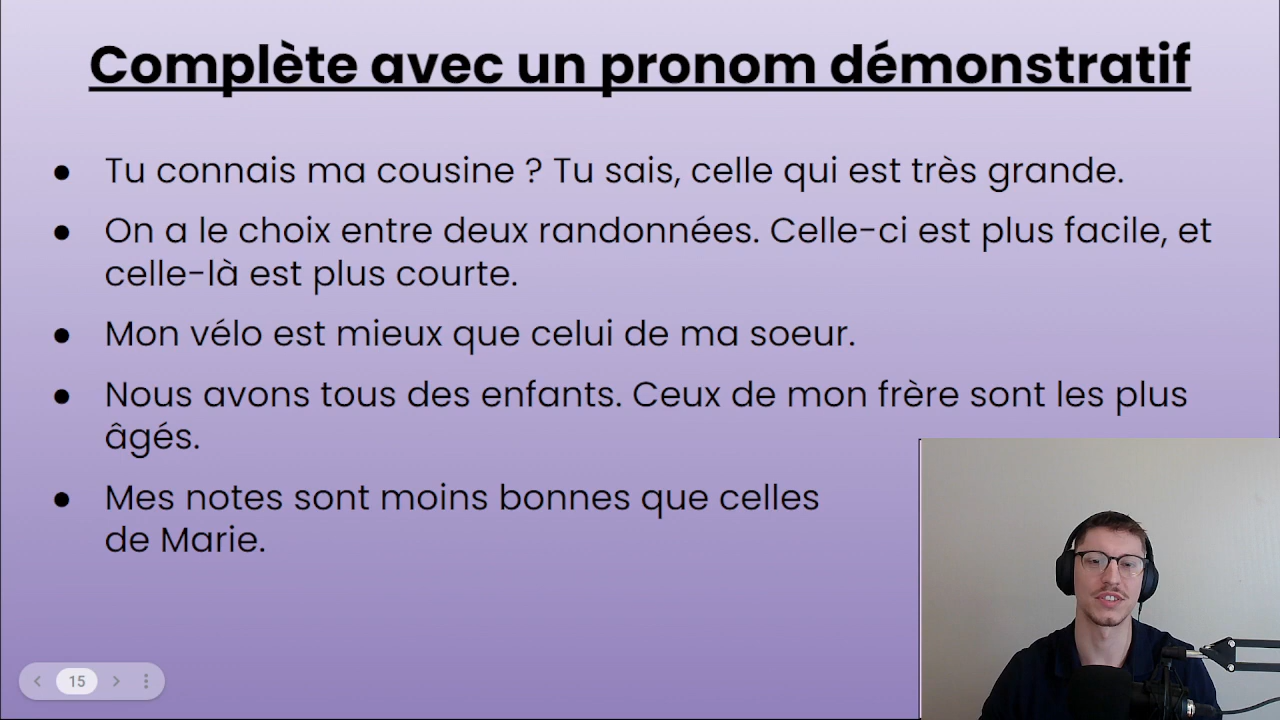 Complète avec un pronom démonstratif
● Tu connais ma cousine ? Tu sais, celle qui est très grande.
● On a le choix entre deux randonnées. Celle-ci est plus facile, et
celle-là est plus courte.
● Mon vélo est mieux que celui de ma soeur.
● Nous avons tous des enfants. Ceux de mon frère sont les plus
âgés.
● Mes notes sont moins bonnes que celles
de Marie.
15